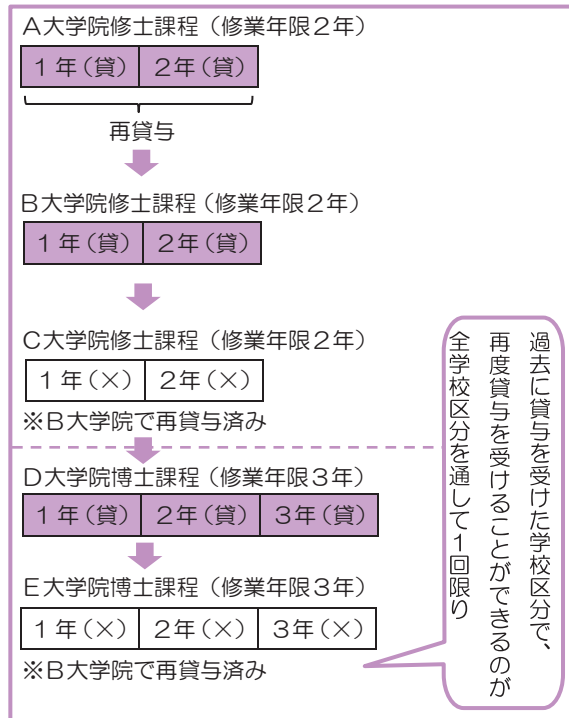 A大学院修士課程（修業年限2年）
1年（貸） 2年（貸）
再貸与
B大学院修士課程（修業年限2年）
1年（貸） 2年（貸）
C大学院修士課程（修業年限2年）
1年（×） 2年（×）
※B大学院で再貸与済み
D大学院博士課程（修業年限3年）
1年（貸） 2年（貸） 3年（貸）
E大学院博士課程（修業年限3年）
1年（×） 2年（×） 3年（×）
※B大学院で再貸与済み
過去に貸与を受けた学校区分で、
再度貸与を受けることができるのが
全学校区分を通して1回限り